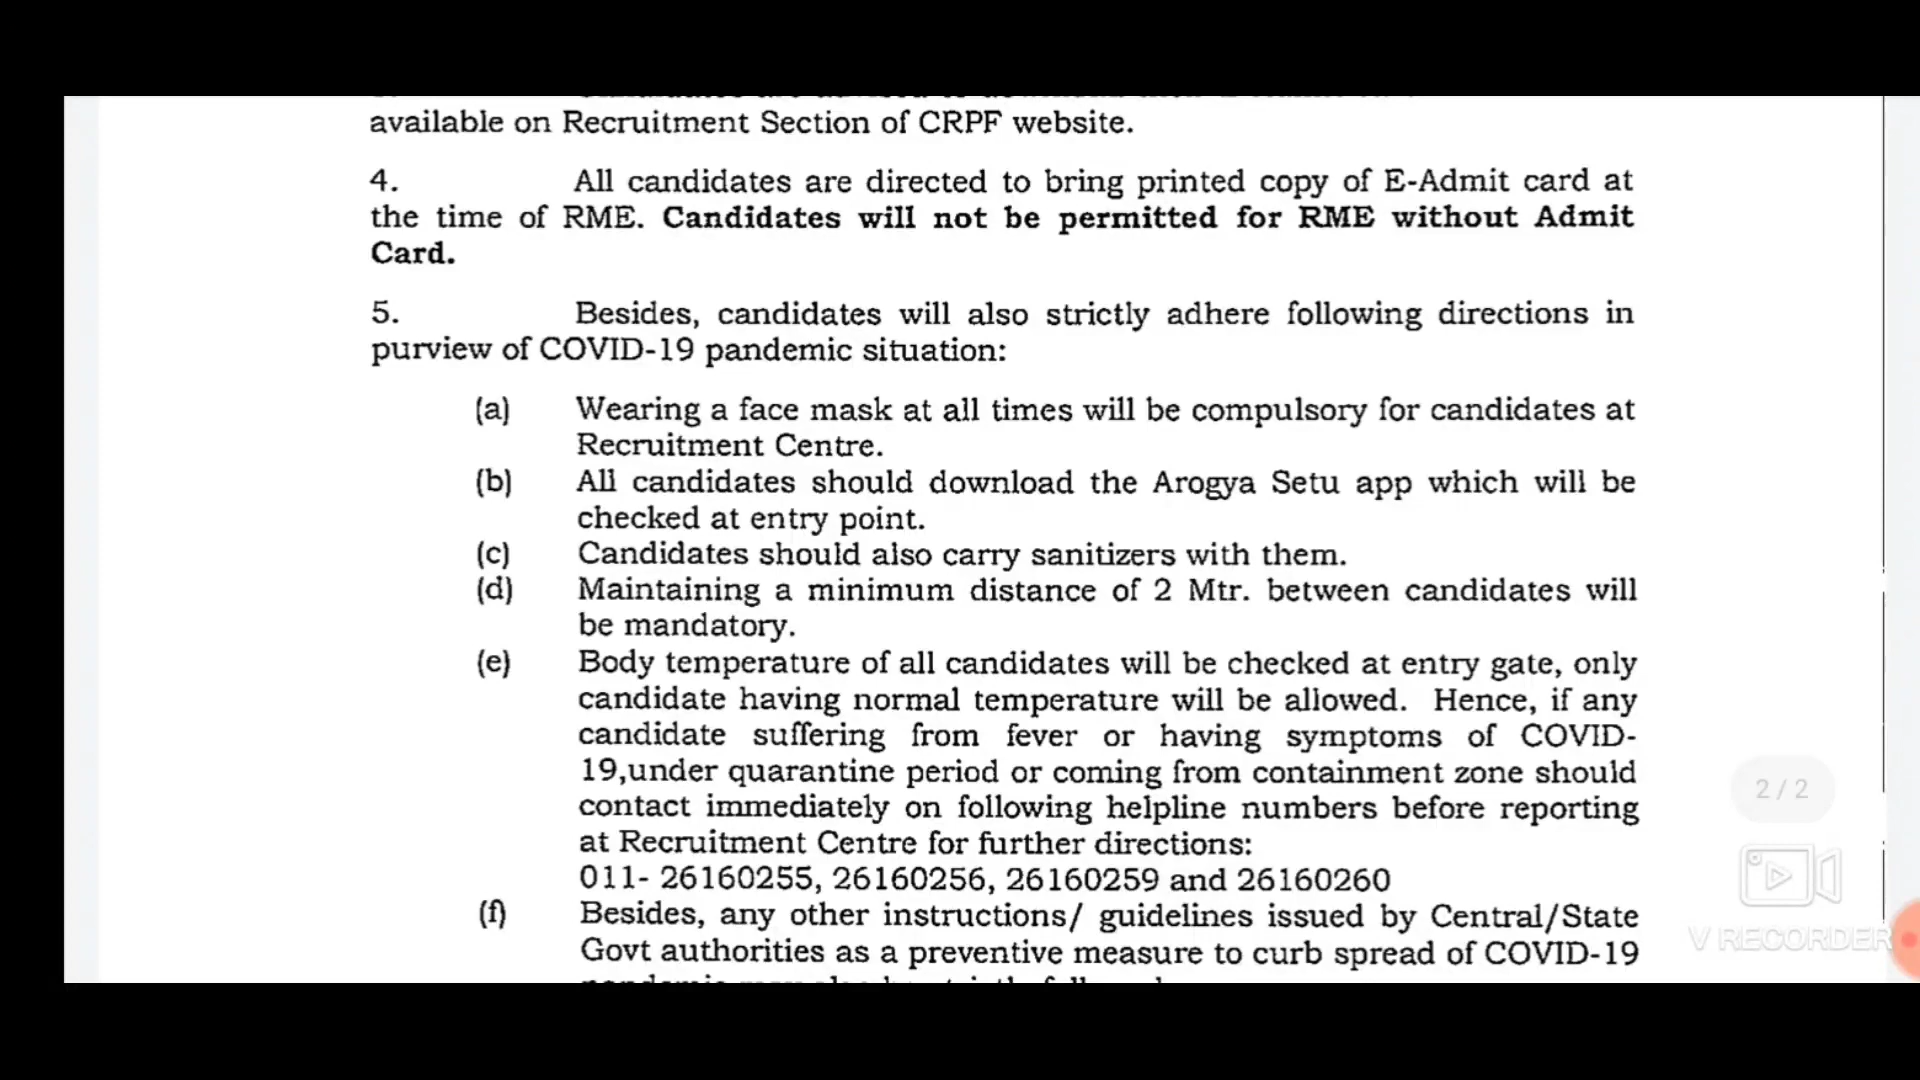 available on Recruitment Section of CRPF website.
4. All candidates are directed to bring printed copy of E-Admit card at
the time of RME. Candidates will not be permitted for RME without Admit
Card.
5. Besides, candidates will also strictly adhere following directions in
purview of COVID-19 pandemic situation:
(a) Wearing a face mask at all times will be compulsory for candidates at
Recruitment Centre.
(b) All candidates should download the Arogya Setu app which will be
checked at entry point.
(c) Candidates should also carry sanitizers with them.
(d) Maintaining a minimum distance of 2 Mtr. between candidates will
be mandatory.
(e) Body temperature of all candidates will be checked at entry gate, only
candidate having normal temperature will be allowed. Hence, if any
candidate suffering from fever or having symptoms of COVID-
19,under quarantine period or coming from containment zone should
contact immediately on following helpline numbers before reporting
at Recruitment Centre for further directions:
011- 26160255, 26160256, 26160259 and 26160260
(f) Besides, any other instructions/ guidelines issued by Central/State
Govt authorities as a preventive measure to curb spread of COVID-19
2 / 2
V RECORDER